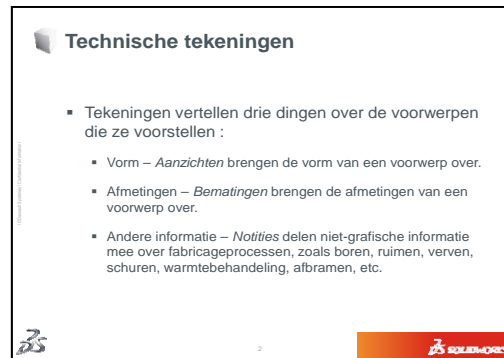 Technische tekeningen
▪ Tekeningen vertellen drie dingen over de voorwerpen
die ze voorstellen :
▪ Vorm – Aanzichten brengen de vorm van een voorwerp over.
▪ Afmetingen – Bematingen brengen de afmetingen van een
voorwerp over.
▪ Andere informatie – Notities delen niet-grafische informatie
mee over fabricageprocessen, zoals boren, ruimen, verven,
schuren, warmtebehandeling, afbramen, etc.
2
SOLIDWORKS